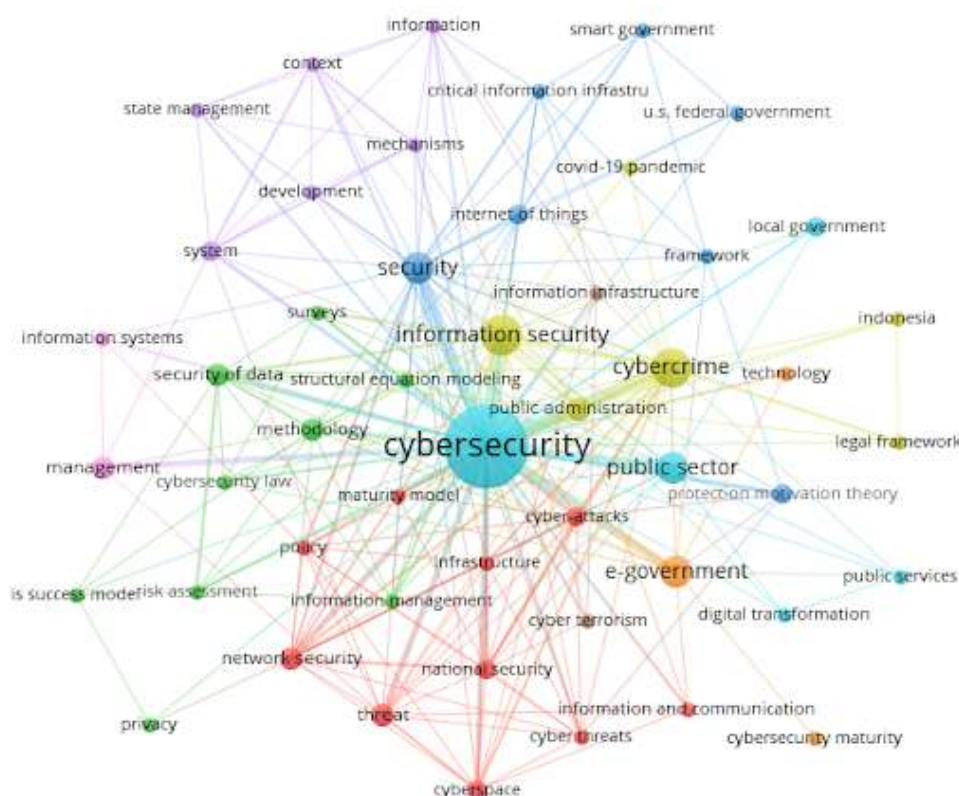 information
smart government
context
critical information infrastru
state management
u.s. federal government
mechanisms
covid-19 pandemic
development
internet of things
local government
system
security
framework
information infrastructure
surveys
indonesia
information security
information systems
cybercrime
technology
security of data
structural equation modeling
public administration
methodology
cybersecurity
legal framework
management
public sector
cybersecurity law
maturity model
protection motivation theory
cyber-attacks
policy
infrastructure
e-government
public services
is success model
risk assessment
information management
digital transformation
cyber terrorism
network security
national security
threat
information and communication
privacy
cyber threats
cybersecurity maturity
cyberspace